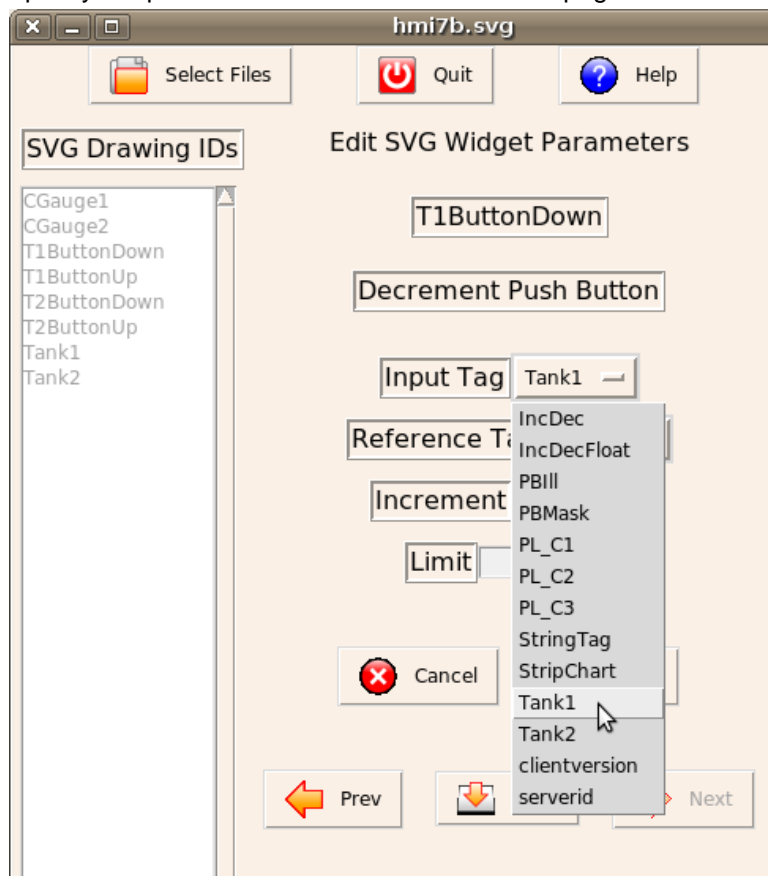 hmi7b.svg
Select Files
Quit
Help
SVG Drawing IDs
Edit SVG Widget Parameters
CGauge1
CGauge2
T1ButtonDown
T1ButtonUp
T2ButtonDown
T2ButtonUp
Tank1
Tank2
T1ButtonDown
Decrement Push Button
Input Tag Tank1
Reference
Increment
Limit
IncDec
IncDecFloat
PBIll
PBMask
PL_C1
PL_C2
PL_C3
StringTag
StripChart
Tank1
Tank2
clientversion
serverid
Cancel
Prev
Next